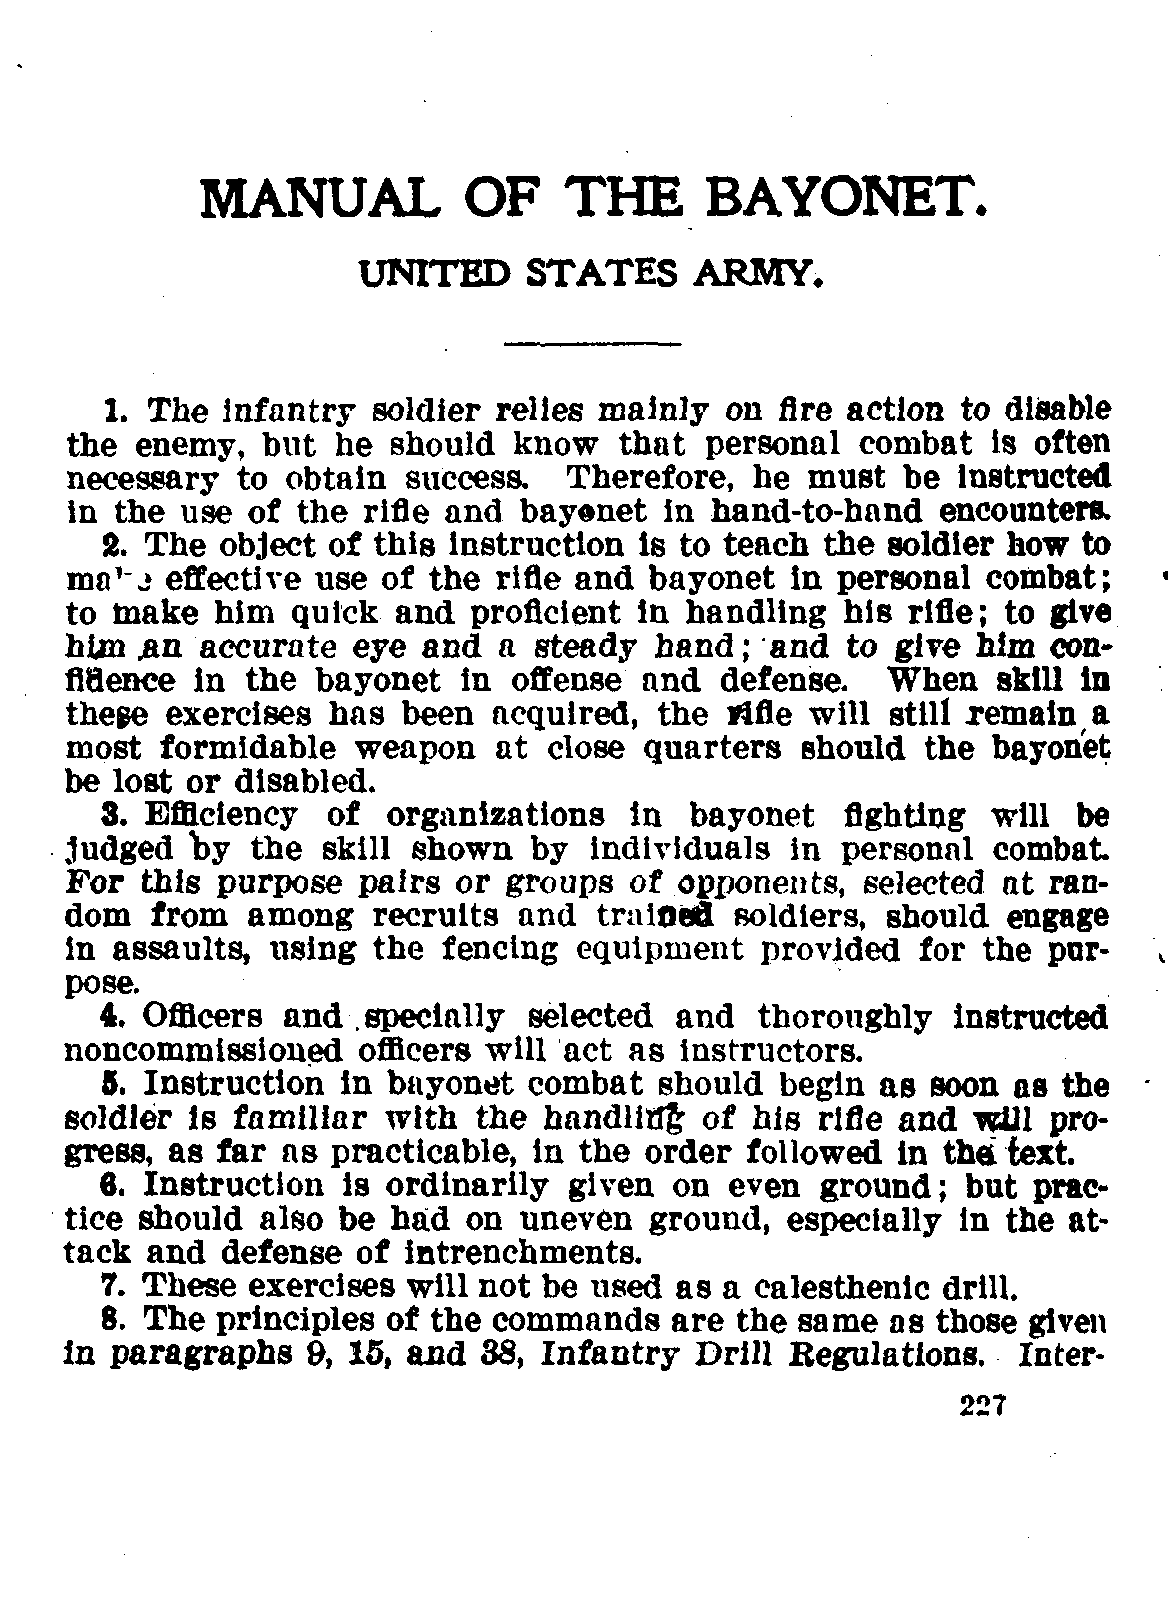 MANUAL OF THE BAYONET.
UNITED STATES ARMY.
1. The infantry soldier relies mainly on fire action to disable
the enemy, but he should know that personal combat is often
necessary to obtain success. Therefore, he must be instructed
in the use of the rifle and bayonet in hand-to-hand encounters.
2. The object of this instruction is to teach the soldier how to
make effective use of the rifle and bayonet in personal combat;
to make him quick and proficient in handling his rifle; to give
him an accurate eye and a steady hand; and to give him con-
fidence in the bayonet in offense and defense. When skill in
these exercises has been acquired, the rifle will still remain a
most formidable weapon at close quarters should the bayonet
be lost or disabled.
3. Efficiency of organizations in bayonet fighting will be
judged by the skill shown by individuals in personal combat.
For this purpose pairs or groups of opponents, selected at ran-
dom from among recruits and trained soldiers, should engage
in assaults, using the fencing equipment provided for the pur-
pose.
4. Officers and specially selected and thoroughly instructed
noncommissioned officers will act as instructors.
5. Instruction in bayonet combat should begin as soon as the
soldier is familiar with the handling of his rifle and will pro-
gress, as far as practicable, in the order followed in the text.
6. Instruction is ordinarily given on even ground; but prac-
tice should also be had on uneven ground, especially in the at-
tack and defense of intrenchments.
7. These exercises will not be used as a calesthenic drill.
8. The principles of the commands are the same as those given
in paragraphs 9, 15, and 38, Infantry Drill Regulations. Inter-
227